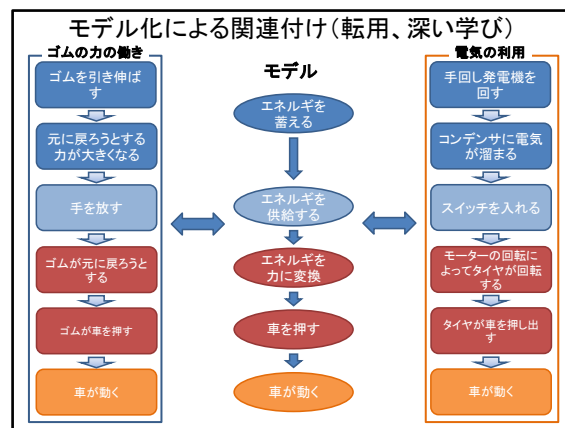 モデル化による関連付け(転用、深い学び)
ゴムの力の働き
ゴムを引き伸ば
す
元に戻ろうとする
力が大きくなる
手を放す
ゴムが元に戻ろうと
する
ゴムが車を押す
車が動く
モデル
エネルギを
蓄える
エネルギを
供給する
エネルギを
力に変換
車を押す
車が動く
電気の利用
手回し発電機を
回す
コンデンサに電気
が溜まる
スイッチを入れる
モーターの回転に
よってタイヤが回転
する
タイヤが車を押し出
す
車が動く